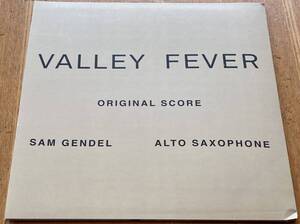 VALLEY FEVER
ORIGINAL SCORE
SAM GENDEL ALTO SAXOPHONE